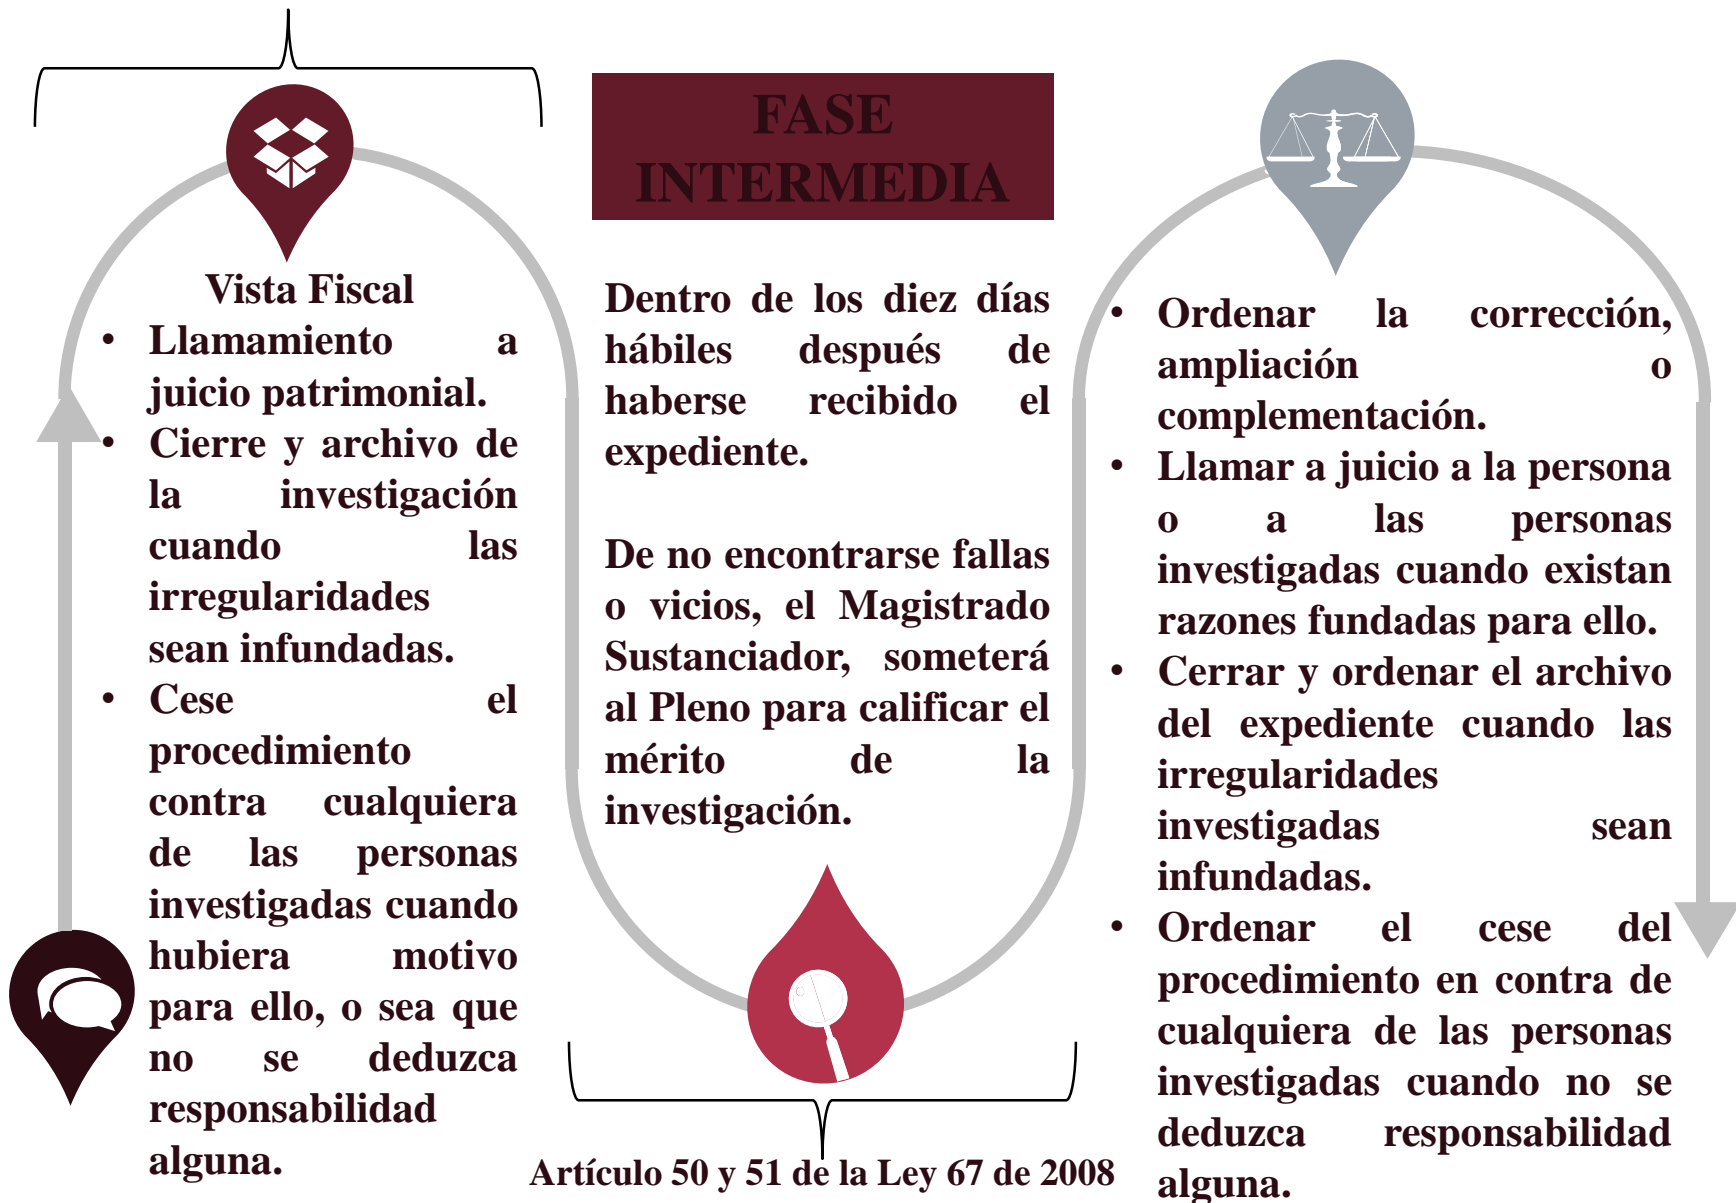 FASE
INTERMEDIA
Vista Fiscal
• Llamamiento a
juicio patrimonial.
• Cierre y archivo de
la investigación
cuando las
irregularidades
sean infundadas.
• Cese el
procedimiento
contra cualquiera
de las personas
investigadas cuando
hubiera motivo
para ello, o sea que
no se deduzca
responsabilidad
alguna.
Dentro de los diez días
hábiles después de
haberse recibido el
expediente.
De no encontrarse fallas
o vicios, el Magistrado
Sustanciador, someterá
al Pleno para calificar el
mérito de la
investigación.
Artículo 50 y 51 de la Ley 67 de 2008
• Ordenar la corrección,
ampliación o
complementación.
• Llamar a juicio a la persona
o a las personas
investigadas cuando existan
razones fundadas para ello.
• Cerrar y ordenar el archivo
del expediente cuando las
irregularidades
investigadas sean
infundadas.
• Ordenar el cese del
procedimiento en contra de
cualquiera de las personas
investigadas cuando no se
deduzca responsabilidad
alguna.